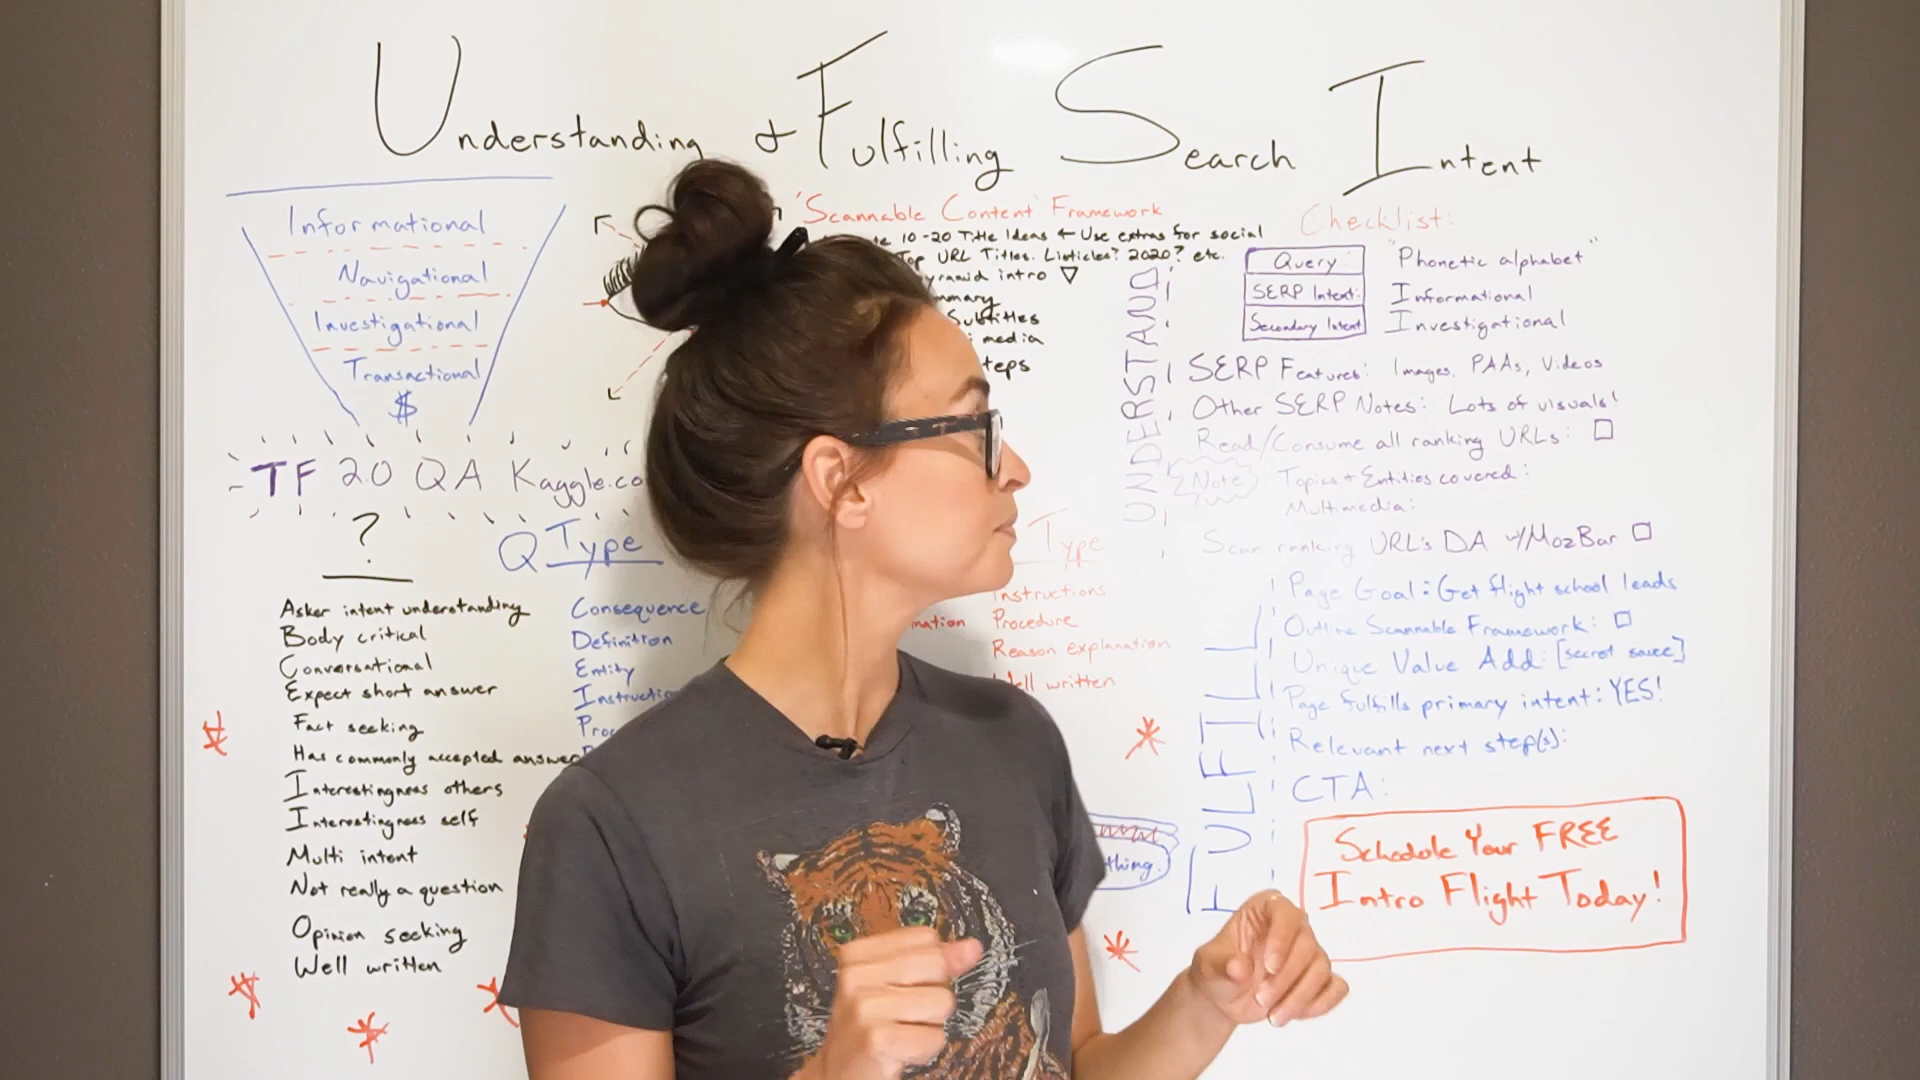 Understanding & Fulfilling Search Intent
Informational
Navigational
Investigational
Transactional
$
'Scannable Content' Framework
10-20 Title Ideas & Use extras for social
Top URL Titles. Listicles? 2020? etc.
intro ▽
Subtitles
media
TF 2.0 QA Kaggle.co
?
Asker intent understanding
Body critical
Conversational
Expect short answer
Fact seeking
Has commonly accepted answer
Interestingness others
Interestingness self
Multi intent
Not really a question
Opinion seeking
Well written
Q Type
Consequence
Definition
Entity
Type
Instructions
Procedure
Reason explanation
Well written
thing.
UNDERSTAND
FULFILL
Checklist:
Query: "Phonetic alphabet"
SERP Intent: Informational
Secondary Intent Investigational
SERP Features: Images, PAAs, Videos
Other SERP Notes: Lots of visuals!
Read/Consume all ranking URLs: □
Note Topics + Entities covered:
Multimedia:
Scan ranking URL's DA w/MozBar □
Page Goal: Get flight school leads
Outline Scannable Framework: □
Unique Value Add: [secret sauce]
Page fulfills primary intent: YES!
Relevant next step(s):
CTA:
Schedule Your FREE
Intro Flight Today!